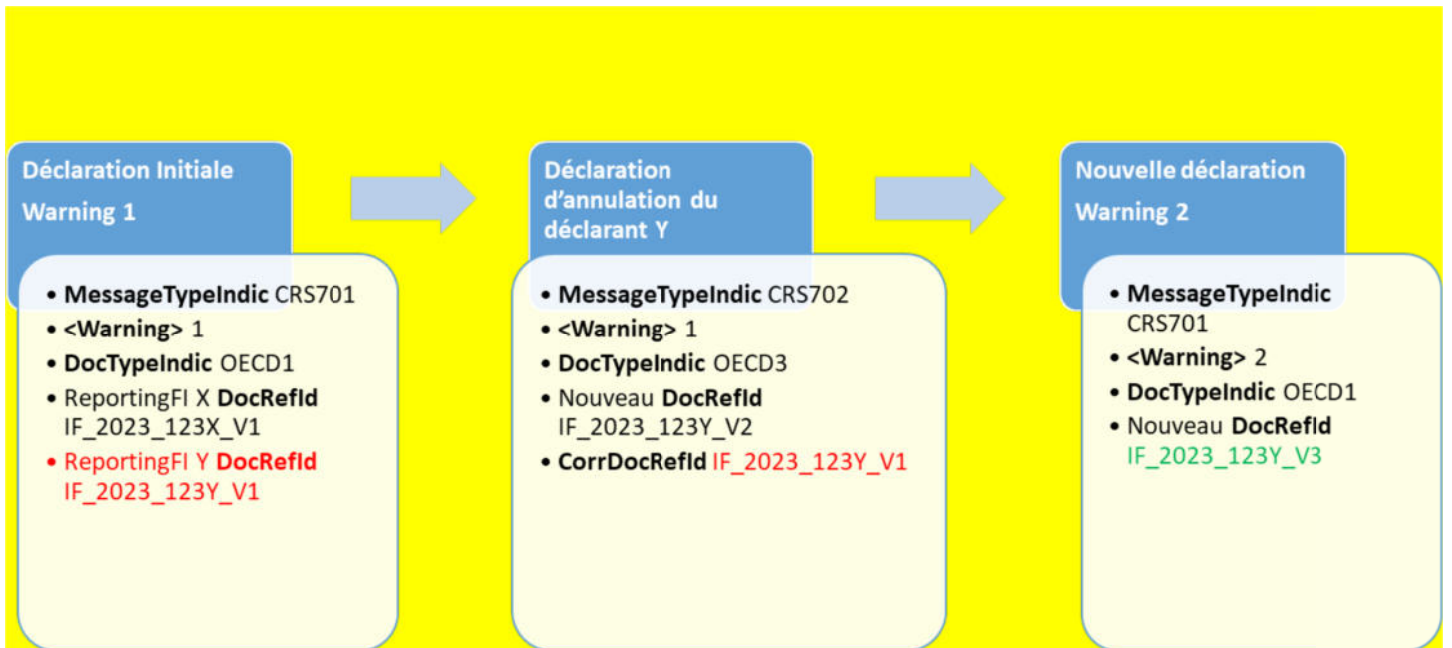 Déclaration Initiale
Warning 1
• MessageTypeIndic CRS701
• <Warning> 1
• DocTypeIndic OECD1
• ReportingFI X DocRefId
IF_2023_123X_V1
• ReportingFI Y DocRefId
IF_2023_123Y_V1
Déclaration
d'annulation du
déclarant Y
• MessageTypeIndic CRS702
• <Warning> 1
• DocTypeIndic OECD3
• Nouveau DocRefId
IF_2023_123Y_V2
• CorrDocRefId IF_2023_123Y_V1
Nouvelle déclaration
Warning 2
• MessageTypeIndic
CRS701
• <Warning> 2
• DocTypeIndic OECD1
• Nouveau DocRefId
IF_2023_123Y_V3